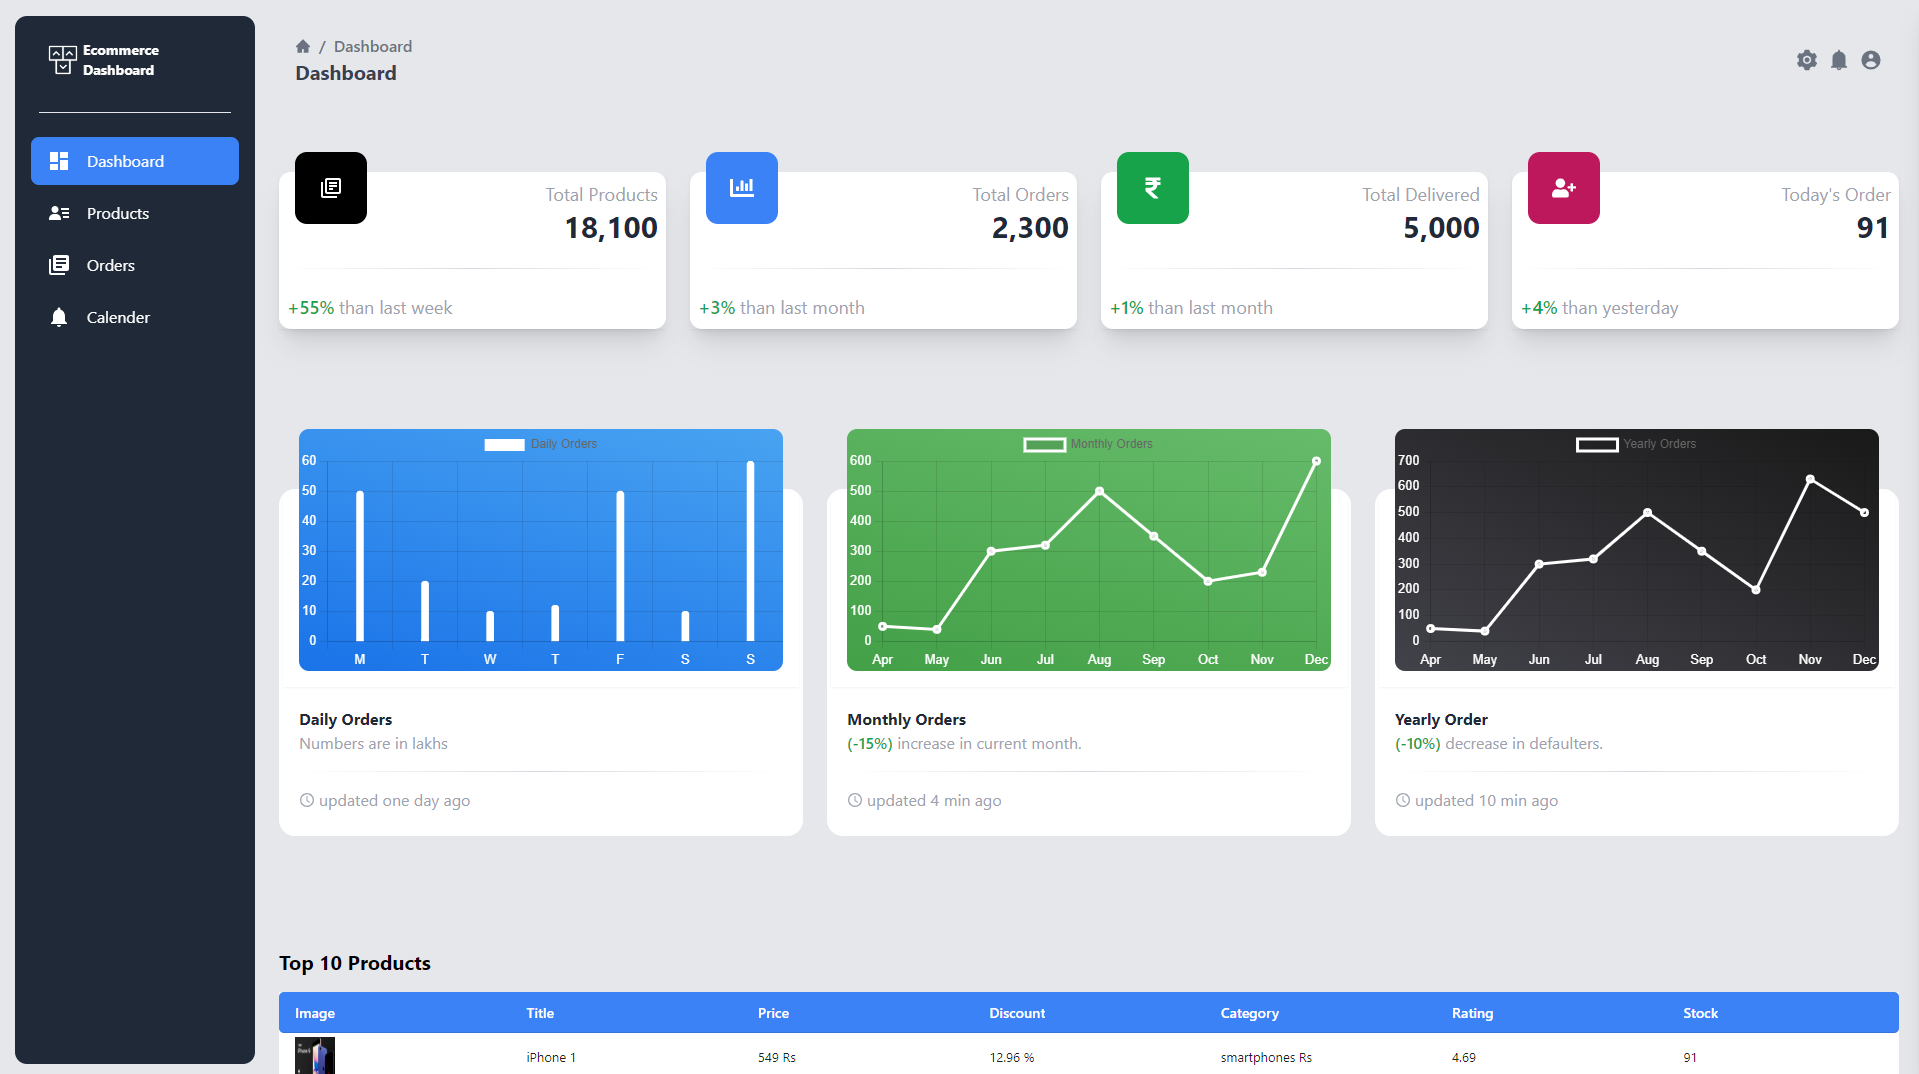 Ecommerce
Dashboard
Dashboard
Products
Orders
Calender
/ Dashboard
Dashboard
Total Products
18,100
+55% than last week
Total Orders
2,300
+3% than last month
Total Delivered
5,000
+1% than last month
Today's Order
91
+4% than yesterday
Daily Orders
60
50
40
30
20
10
0
M T W T F S S
Daily Orders
Numbers are in lakhs
updated one day ago
Monthly Orders
600
500
400
300
200
100
0
Apr May Jun Jul Aug Sep Oct Nov Dec
Monthly Orders
(-15%) increase in current month.
updated 4 min ago
Yearly Orders
700
600
500
400
300
200
100
0
Apr May Jun Jul Aug Sep Oct Nov Dec
Yearly Order
(-10%) decrease in defaulters.
updated 10 min ago
Top 10 Products
Image Title Price Discount Category Rating Stock
iPhone 1 549 Rs 12.96 % smartphones Rs 4.69 91